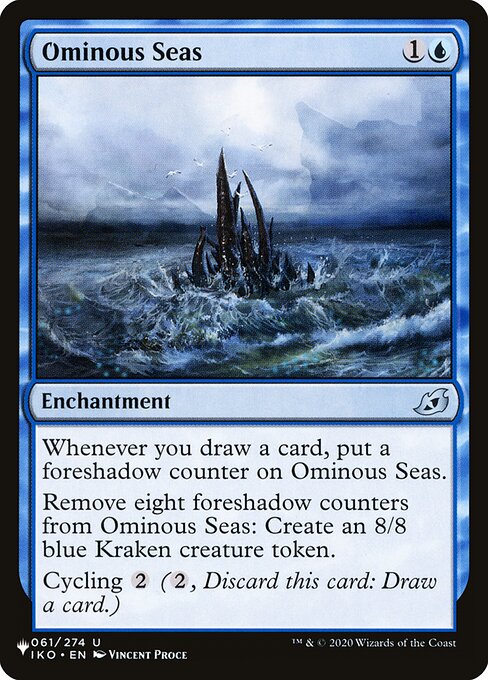 Ominous Seas 1
Enchantment
Whenever you draw a card, put a
foreshadow counter on Ominous Seas.
Remove eight foreshadow counters
from Ominous Seas: Create an 8/8
blue Kraken creature token.
Cycling 2 (2, Discard this card: Draw
a card.)
061/274 U
IKO • EN Vincent Proce
™ & © 2020 Wizards of the Coast